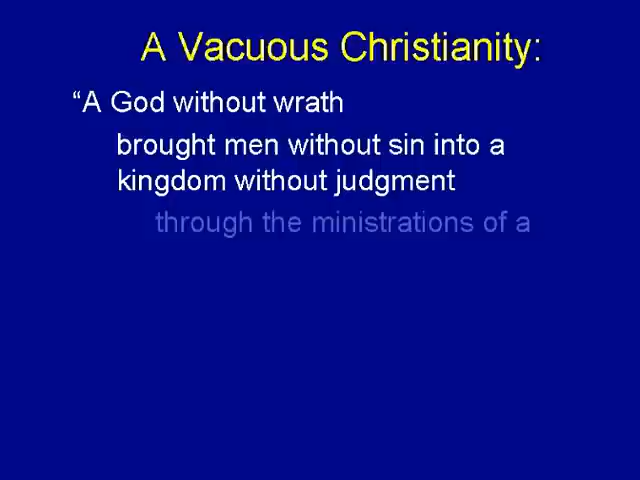 A Vacuous Christianity:
“A God without wrath
brought men without sin into a
kingdom without judgment
through the ministrations of a